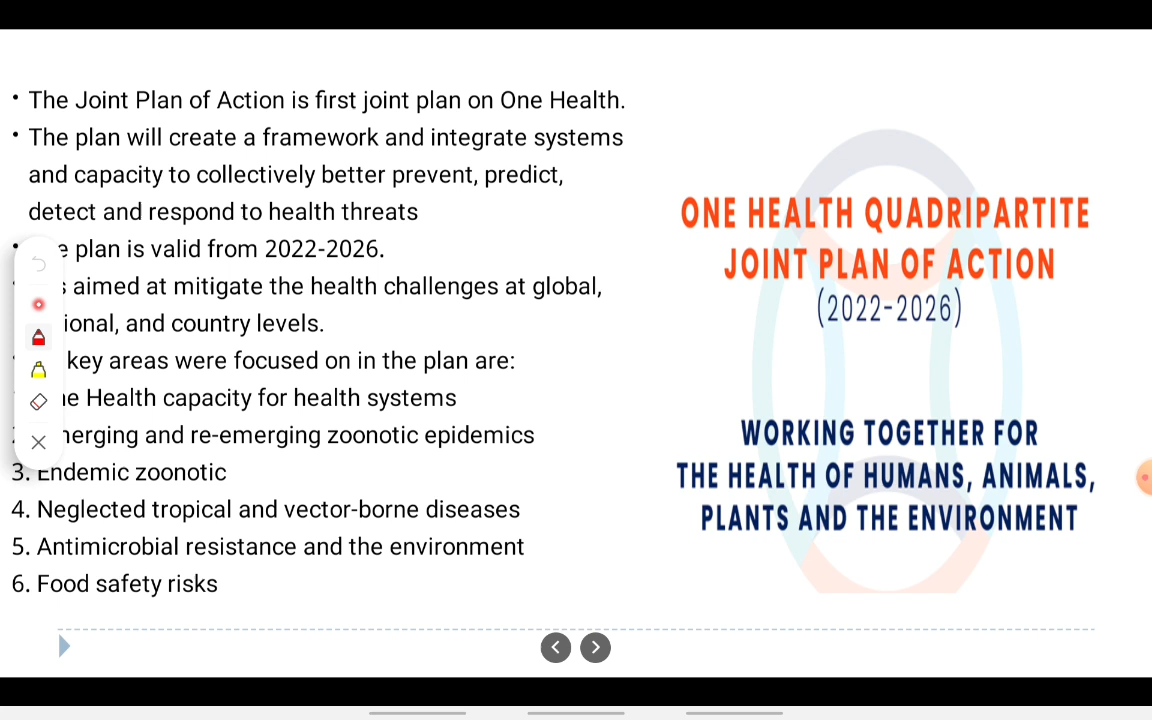 • The Joint Plan of Action is first joint plan on One Health.
• The plan will create a framework and integrate systems
and capacity to collectively better prevent, predict,
detect and respond to health threats
plan is valid from 2022-2026.
aimed at mitigate the health challenges at global,
and country levels.
key areas were focused on in the plan are:
Health capacity for health systems
and re-emerging zoonotic epidemics
3. Endemic zoonotic
4. Neglected tropical and vector-borne diseases
5. Antimicrobial resistance and the environment
6. Food safety risks
ONE HEALTH QUADRIPARTITE
JOINT PLAN OF ACTION
(2022-2026)
WORKING TOGETHER FOR
THE HEALTH OF HUMANS, ANIMALS,
PLANTS AND THE ENVIRONMENT